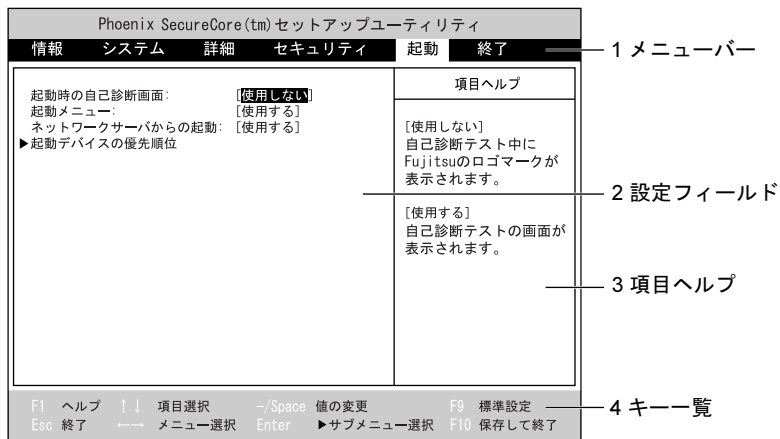 Phoenix SecureCore(tm)セットアップユーティリティ
情報 システム 詳細 セキュリティ 起動 終了
1 メニューバー
起動時の自己診断画面: [使用しない]
起動メニュー: [使用する]
ネットワークサーバからの起動: [使用する]
▶起動デバイスの優先順位
項目ヘルプ
[使用しない]
自己診断テスト中に
Fujitsuのロゴマークが
表示されます。
[使用する]
自己診断テストの画面が
表示されます。
2 設定フィールド
3 項目ヘルプ
F1 ヘルプ ↑↓ 項目選択 -/Space 値の変更 F9 標準設定
Esc 終了 ←→ メニュー選択 Enter ▶サブメニュー選択 F10 保存して終了
4 キー一覧